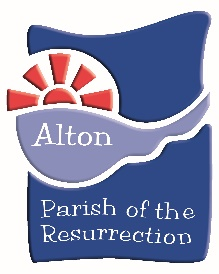 Alton
Parish of the
Resurrection